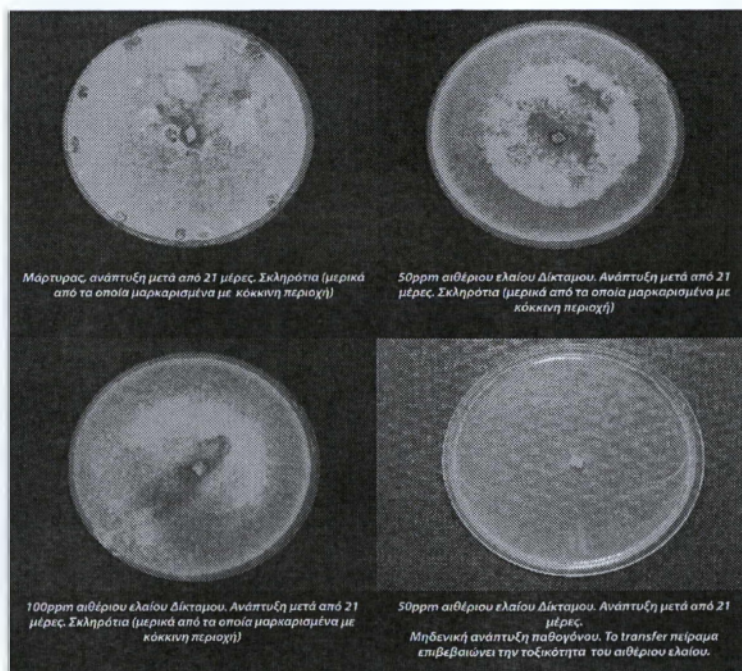 Μάρτυρας, ανάπτυξη μετά από 21 μέρες. Σκληρότια (μερικά
από τα οποία μαρκαρισμένα με κόκκινη περιοχή)
50ppm αιθέριου ελαίου Δίκταμου. Ανάπτυξη μετά από 21
μέρες. Σκληρότια (μερικά από τα οποία μαρκαρισμένα με
κόκκινη περιοχή)
100ppm αιθέριου ελαίου Δίκταμου. Ανάπτυξη μετά από 21
μέρες. Σκληρότια (μερικά από τα οποία μαρκαρισμένα με
κόκκινη περιοχή)
50ppm αιθέριου ελαίου Δίκταμου. Ανάπτυξη μετά από 21
μέρες.
Μηδενική ανάπτυξη παθογόνου. Το transfer πείραμα
επιβεβαιώνει την τοξικότητα του αιθέριου ελαίου.